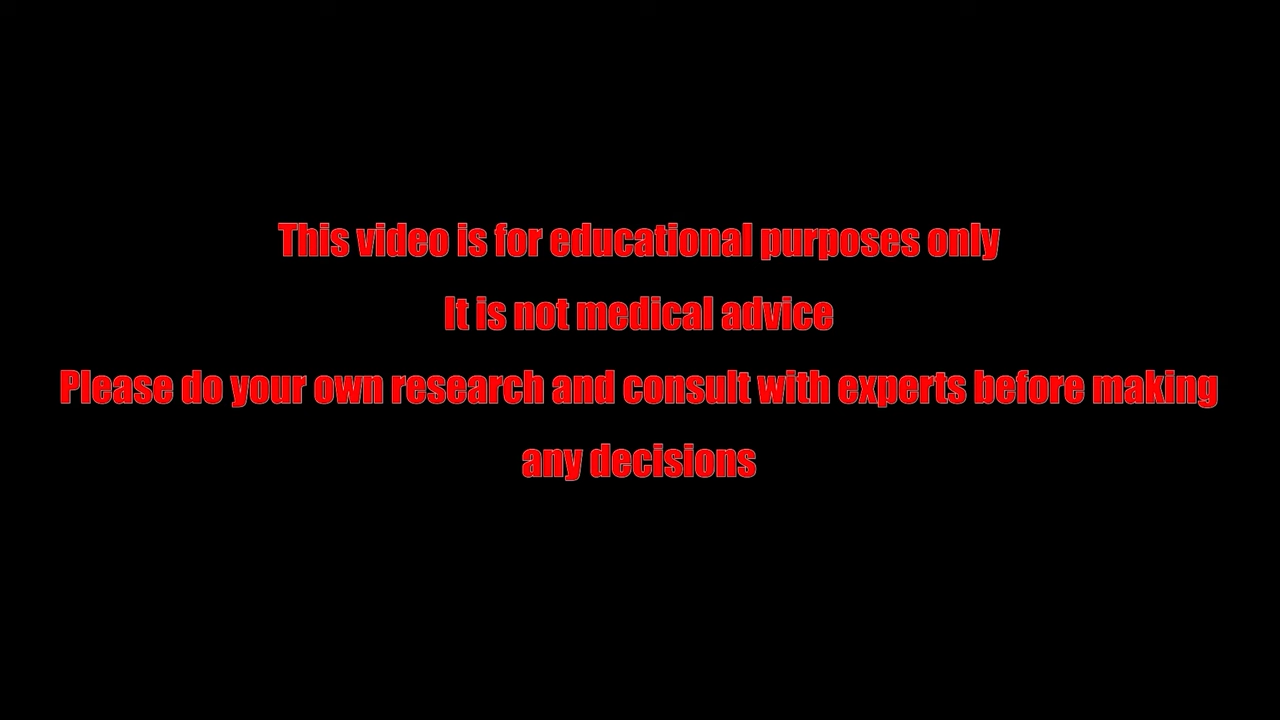 This video is for educational purposes only
It is not medical advice
Please do your own research and consult with experts before making
any decisions